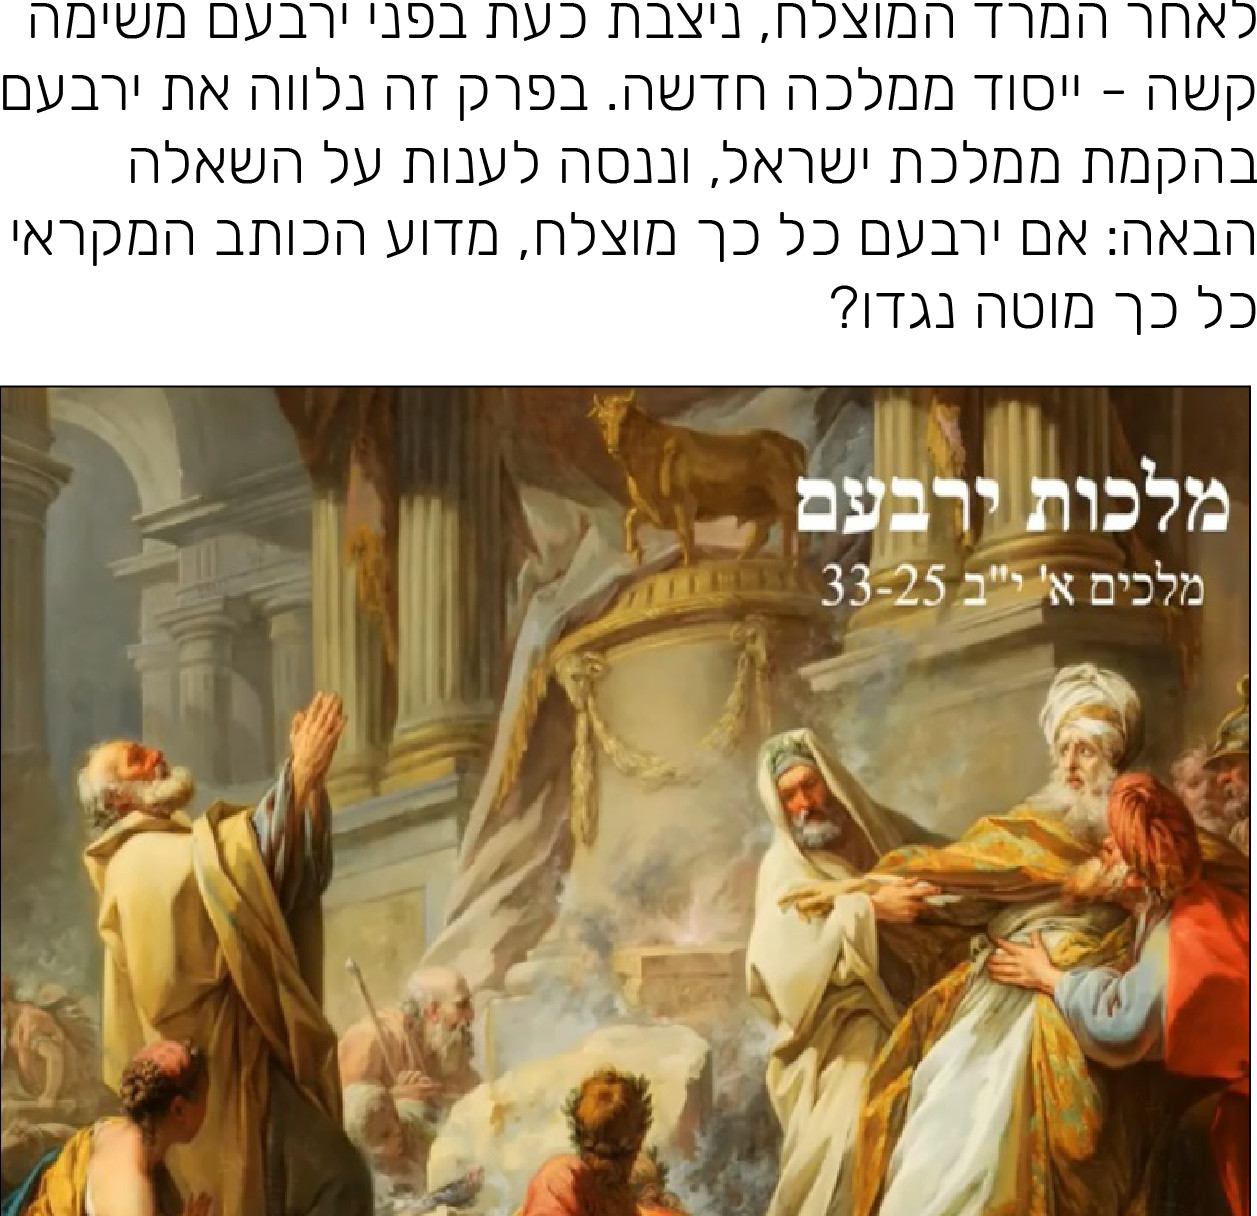 לאחר המרד המוצלח, ניצבת כעת בפני ירבעם משימה
קשה – ייסוד ממלכה חדשה. בפרק זה נלווה את ירבעם
בהקמת ממלכת ישראל, וננסה לענות על השאלה
הבאה: אם ירבעם כל כך מוצלח, מדוע הכותב המקראי
כל כך מוטה נגדו?
מלכות ירבעם
מלכים א' י"ב 33-25